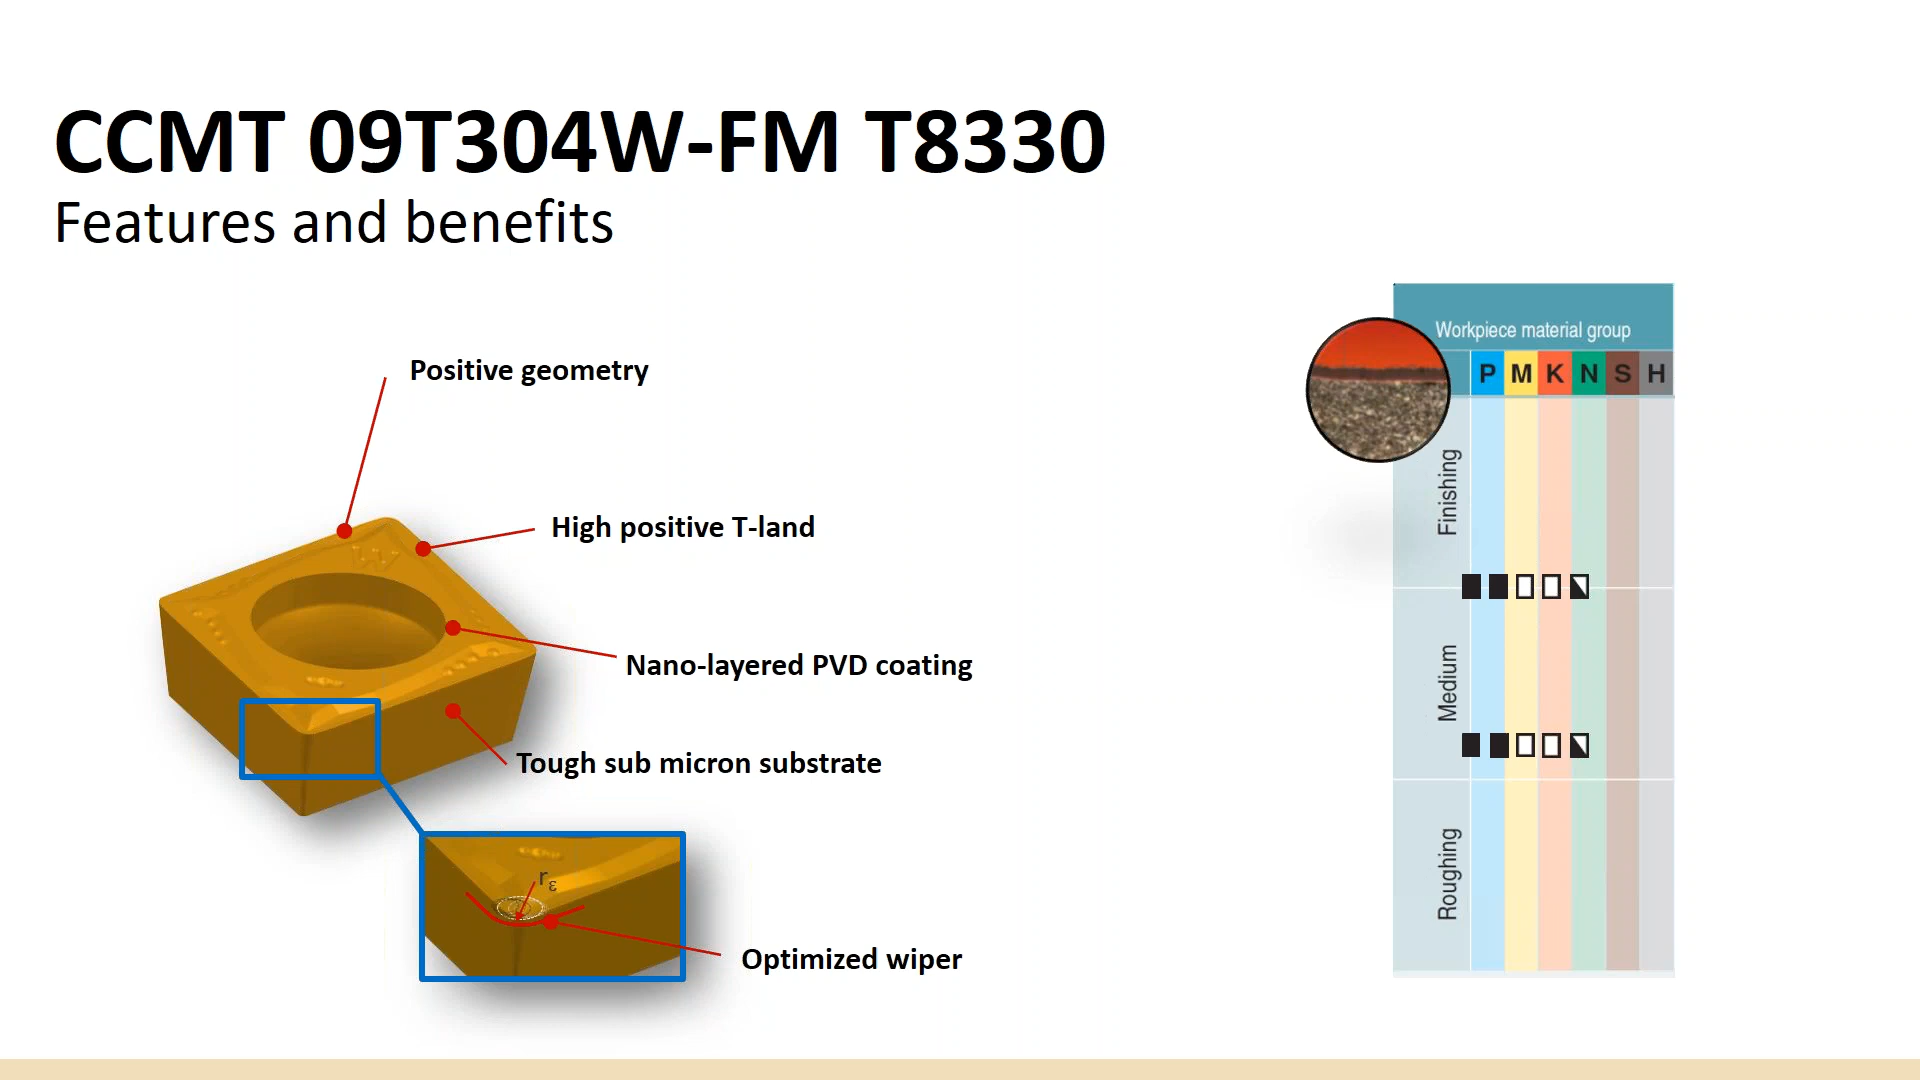 CCMT 09T304W-FM T8330
Features and benefits
Positive geometry
High positive T-land
Nano-layered PVD coating
Tough sub micron substrate
W
rε
Optimized wiper
Workpiece material group
P M K N S H
Finishing
Medium
Roughing